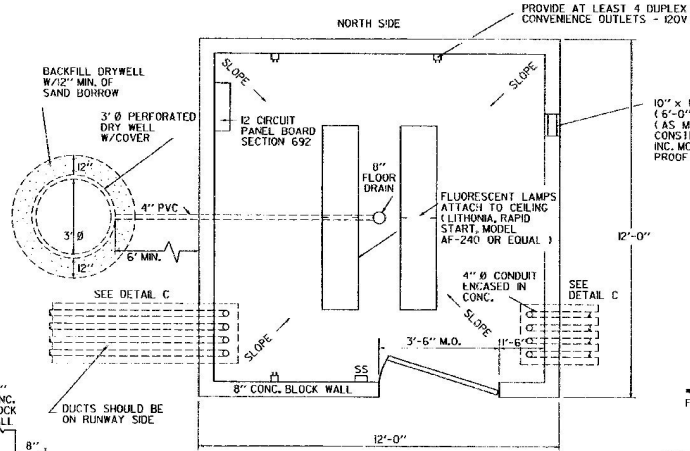 PROVIDE AT LEAST 4 DUPLEX
CONVENIENCE OUTLETS - 120V
NORTH SIDE
BACKFILL DRYWELL
W/12" MIN. OF
SAND BORROW
SLOPE
SLOPE
3' Ø PERFORATED
DRY WELL
W/COVER
12 CIRCUIT
PANEL BOARD
SECTION 692
10" x
(6'-0"
(AS M
INC. MO
PROOF
12"
8"
FLOOR
DRAIN
4" PVC
FLUORESCENT LAMPS
ATTACH TO CEILING
(LITHONIA, RAPID
START, MODEL
AF-240 OR EQUAL )
3'Ø
12'-0"
6' MIN.
12"
4" Ø CONDUIT
ENCASED IN
CONC.
SEE DETAIL C
SEE
DETAIL C
SLOPE
SLOPE
3'-6" M.O.
1'-6"
SS
8" CONC. BLOCK WALL
DUCTS SHOULD BE
ON RUNWAY SIDE
8"
12'-0"